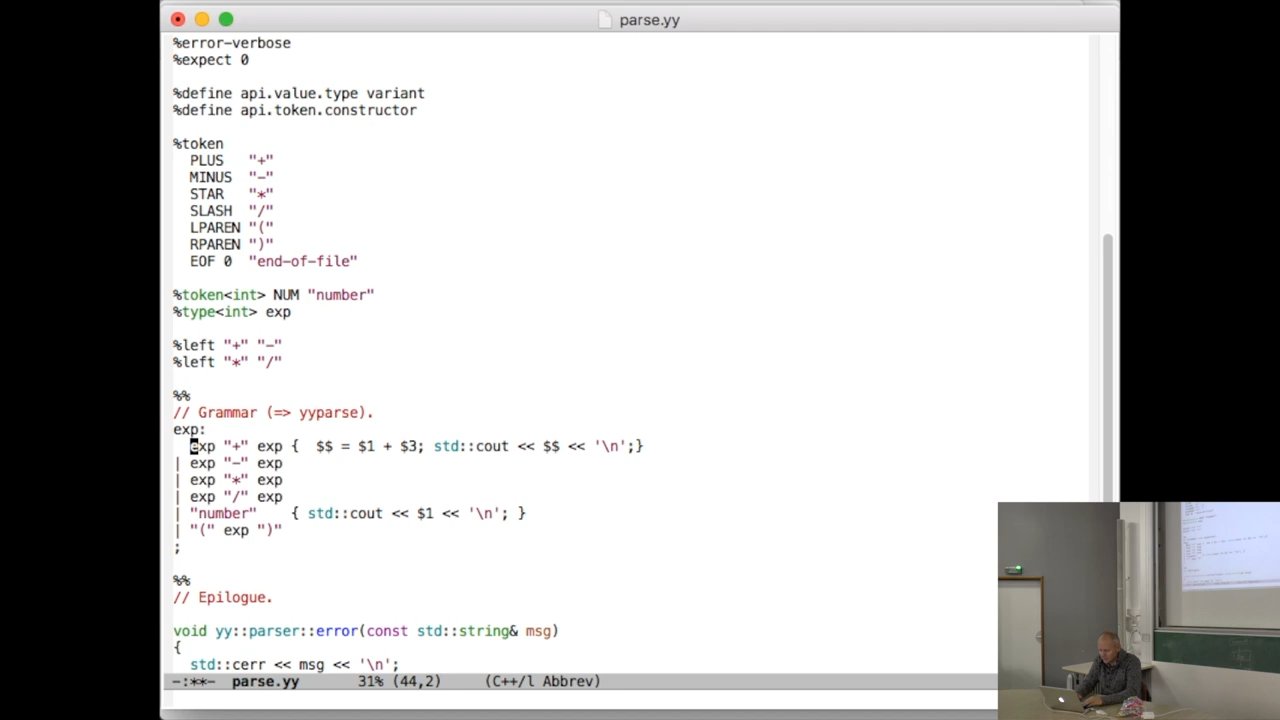 parse.yy
%error-verbose
%expect 0
%define api.value.type variant
%define api.token.constructor
%token
PLUS "+"
MINUS "-"
STAR "*"
SLASH "/"
LPAREN "("
RPAREN ")"
EOF 0 "end-of-file"
%token<int> NUM "number"
%type<int> exp
%left "+" "-"
%left "*" "/"
%%
// Grammar (=> yyparse).
exp:
exp "+" exp {  $$ = $1 + $3; std::cout << $$ << '\n';}
| exp "-" exp
| exp "*" exp
| exp "/" exp
| "number" { std::cout << $1 << '\n'; }
| "(" exp ")"
;
%%
// Epilogue.
void yy::parser::error(const std::string& msg)
{
std::cerr << msg << '\n';
-:**- parse.yy 31% (44,2) (C++/l Abbrev)